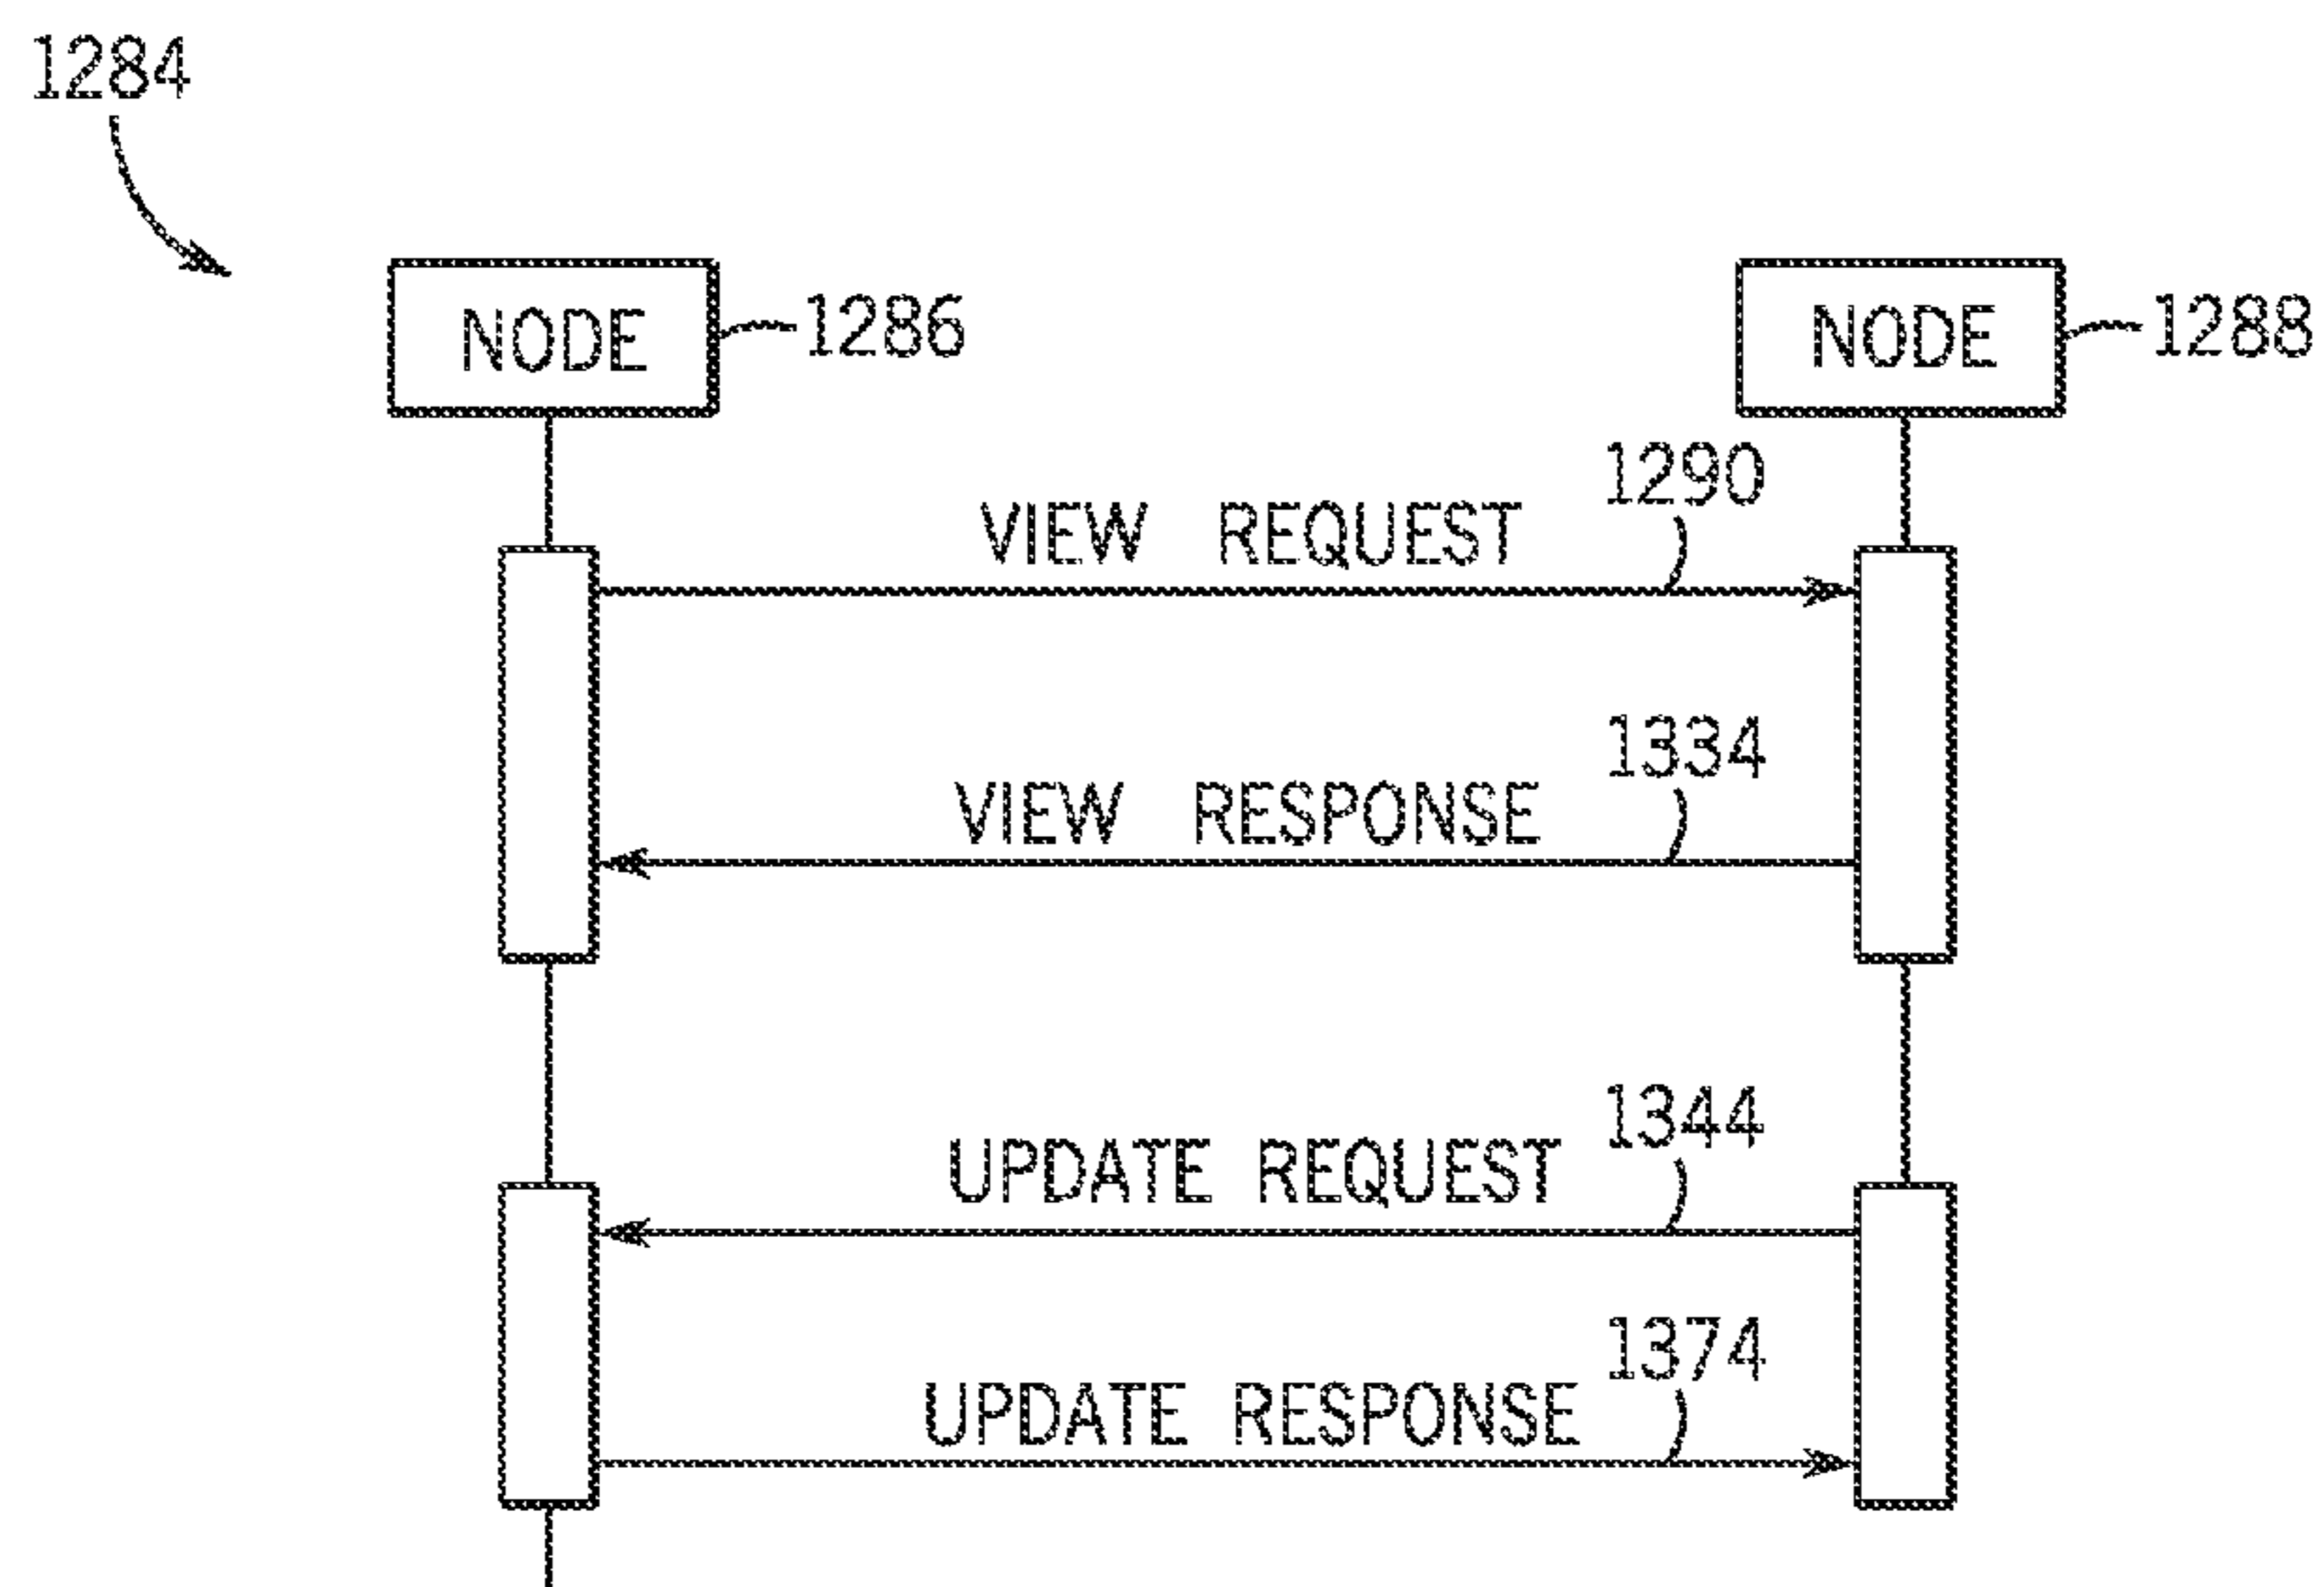 1284
NODE
1286
NODE
1288
1290
VIEW REQUEST
1334
VIEW RESPONSE
1344
UPDATE REQUEST
1374
UPDATE RESPONSE